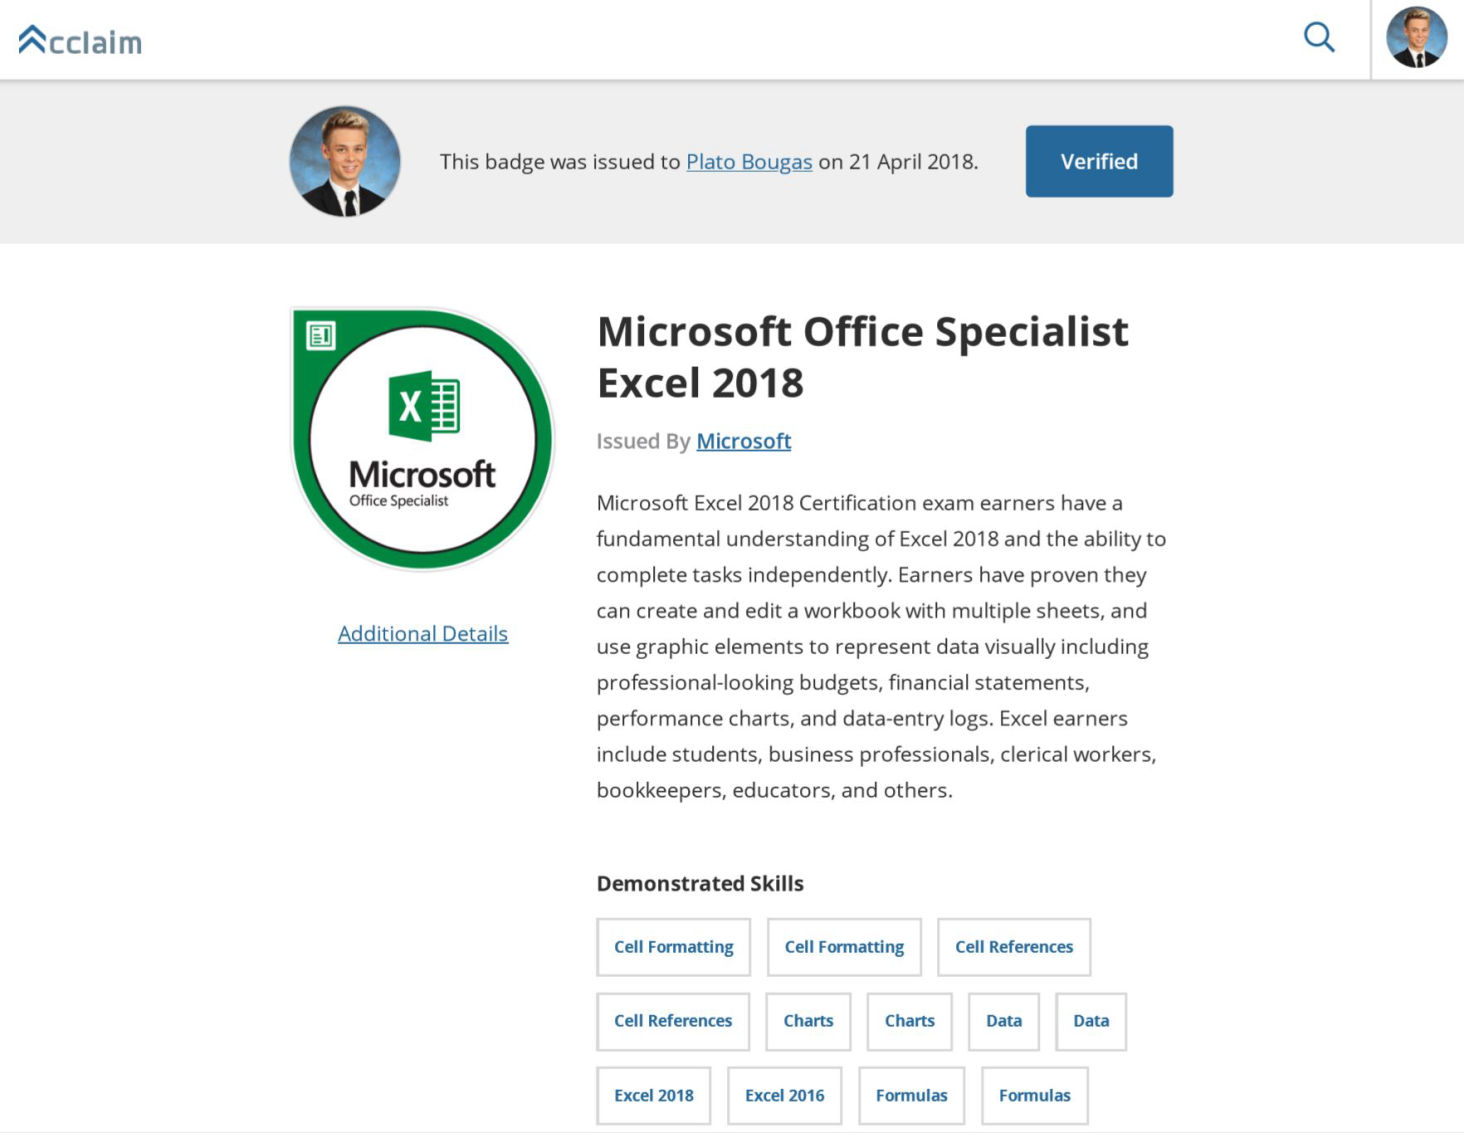 cclaim
This badge was issued to Plato Bougas on 21 April 2018.
Verified
X
Microsoft
Office Specialist
Additional Details
Microsoft Office Specialist
Excel 2018
Issued By Microsoft
Microsoft Excel 2018 Certification exam earners have a
fundamental understanding of Excel 2018 and the ability to
complete tasks independently. Earners have proven they
can create and edit a workbook with multiple sheets, and
use graphic elements to represent data visually including
professional-looking budgets, financial statements,
performance charts, and data-entry logs. Excel earners
include students, business professionals, clerical workers,
bookkeepers, educators, and others.
Demonstrated Skills
Cell Formatting Cell Formatting Cell References
Cell References Charts Charts Data Data
Excel 2018 Excel 2016 Formulas Formulas